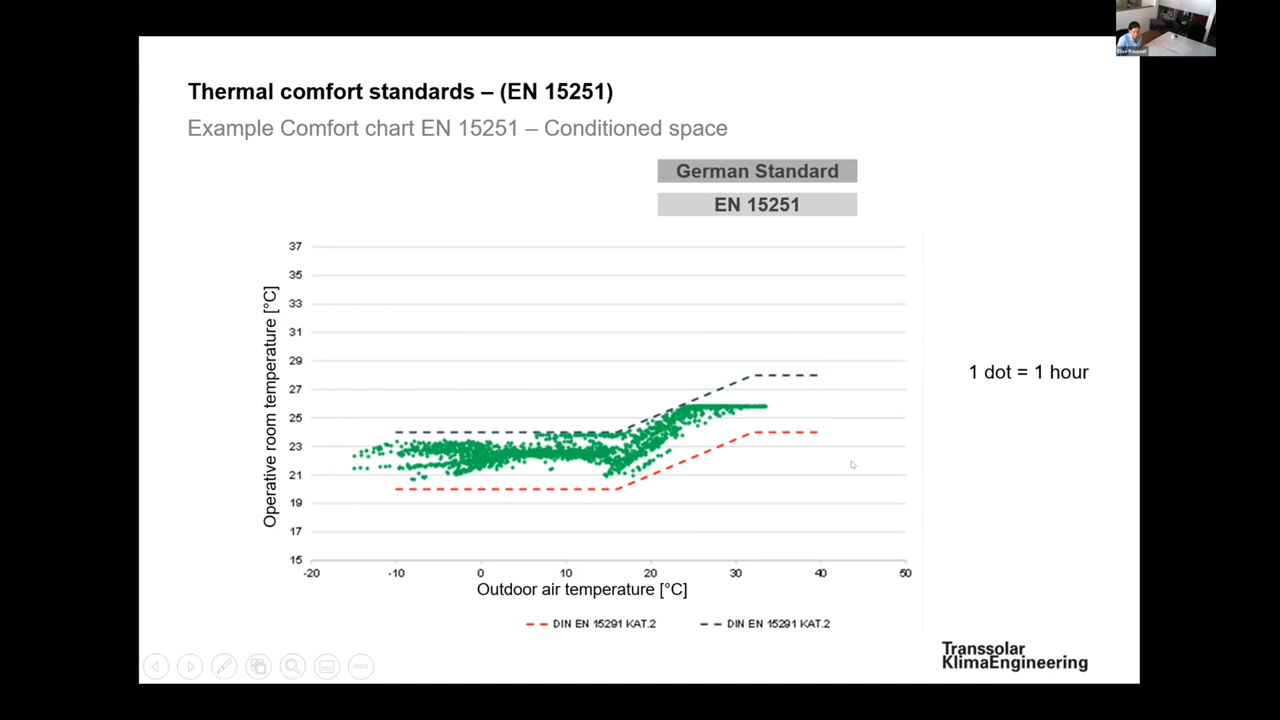 Elise Roussel
Thermal comfort standards – (EN 15251)
Example Comfort chart EN 15251 – Conditioned space
German Standard
EN 15251
37
35
33
31
29
27
25
23
21
19
17
15
Operative room temperature [°C]
-20
-10
0
10
20
30
40
50
Outdoor air temperature [°C]
DIN EN 15291 KAT.2
DIN EN 15291 KAT.2
1 dot = 1 hour
Transsolar
KlimaEngineering